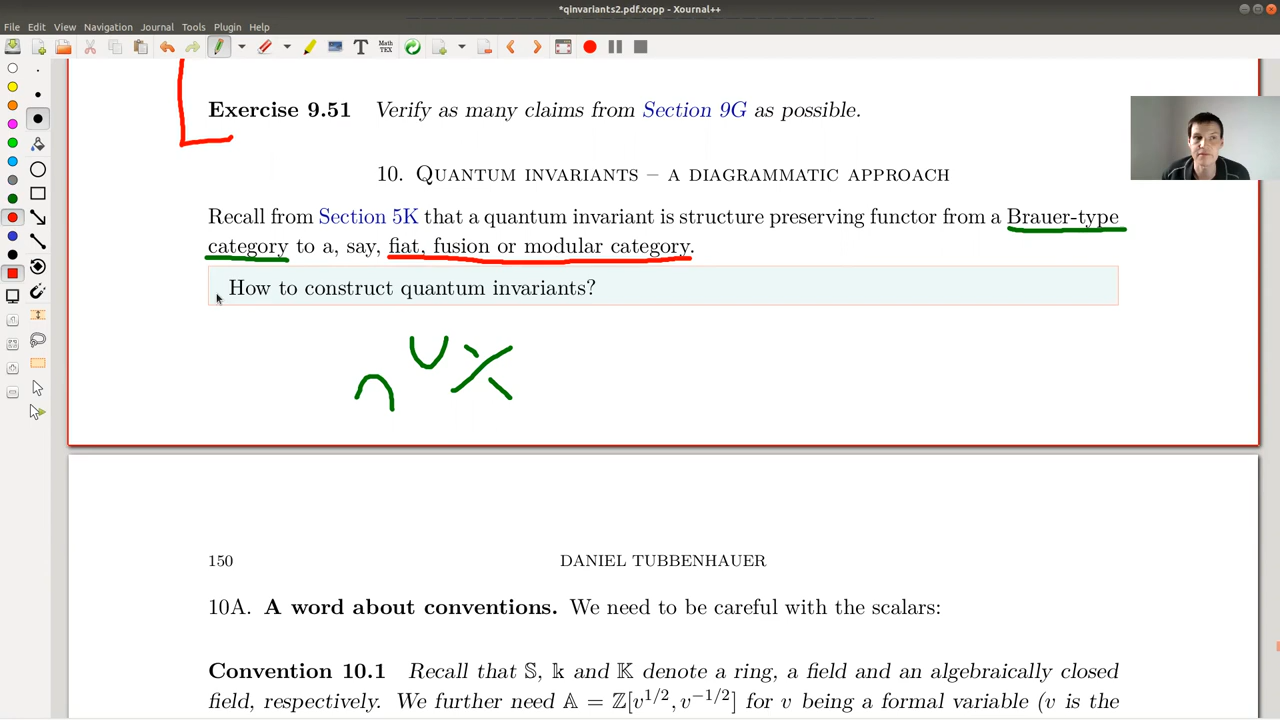 *qinvariants2.pdf.xopp - Xournal++
File Edit View Navigation Journal Tools Plugin Help
Math TEX
Exercise 9.51 Verify as many claims from Section 9G as possible.
10. QUANTUM INVARIANTS – A DIAGRAMMATIC APPROACH
Recall from Section 5K that a quantum invariant is structure preserving functor from a Brauer-type
category to a, say, fiat, fusion or modular category.
How to construct quantum invariants?
150 DANIEL TUBBENHAUER
10A. A word about conventions. We need to be careful with the scalars:
Convention 10.1 Recall that 𝕊, 𝕜 and 𝕂 denote a ring, a field and an algebraically closed
field, respectively. We further need 𝔸 = ℤ[v^{1/2}, v^{-1/2}] for v being a formal variable (v is the